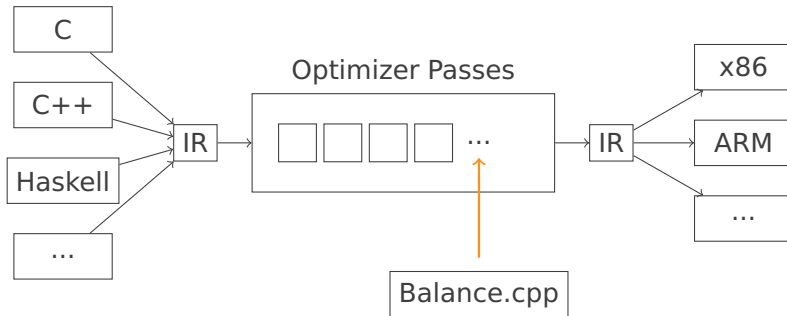 C
C++
Haskell
...
IR
Optimizer Passes
...
Balance.cpp
IR
x86
ARM
...